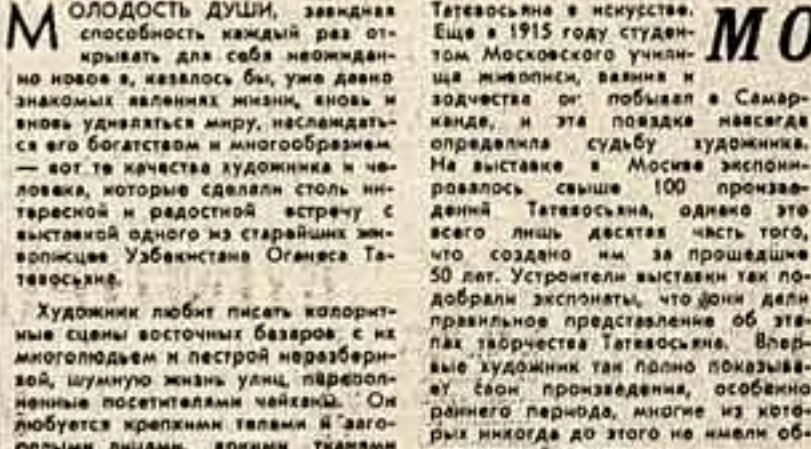 МОЛОДОСТЬ ДУШИ, завидная
способность каждый раз от-
крывать для себя неожидан-
но новое в, казалось бы, уже давно
знакомых явлениях жизни, вновь и
вновь удивляться миру, наслаждать-
ся его богатством и многообразием
— вот те качества художника и че-
ловека, которые сделали столь ин-
тересной и радостной встречу с
выставкой одного из старейших жи-
вописцев Узбекистана Оганеса Та-
тевосьяна.
Художник любит писать колорит-
ные сцены восточных базаров с их
многолюдьем и пестрой неразбери-
хой, шумную жизнь улиц, перепол-
ненные посетителями чайханы. Он
любуется крепкими телами и заго-
релыми лицами, яркими тканями
Татевосьяна в искусстве.
Еще в 1915 году студен-
том Московского учили-
ща живописи, ваяния и
зодчества он побывал в Самар-
канде, и эта поездка навсегда
определила судьбу художника.
На выставке в Москве экспони-
ровалось свыше 100 произве-
дений Татевосьяна, однако это
всего лишь десятая часть того,
что создано им за прошедшие
50 лет. Устроители выставки так по-
добрали экспонаты, что они дали
правильное представление об эта-
пах творчества Татевосьяна. Впер-
вые художник так полно показыва-
ет свои произведения, особенно
раннего периода, многие из кото-
рых никогда до этого не имели об-
МО